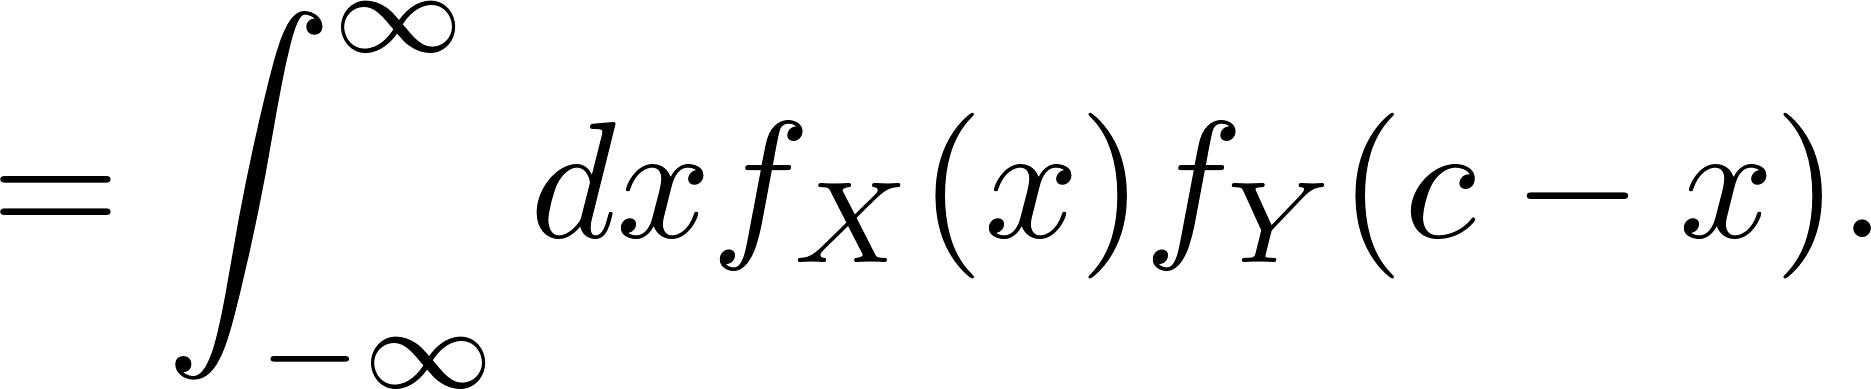 = ∫_{-∞}^{∞} dx f_X(x) f_Y(c − x).